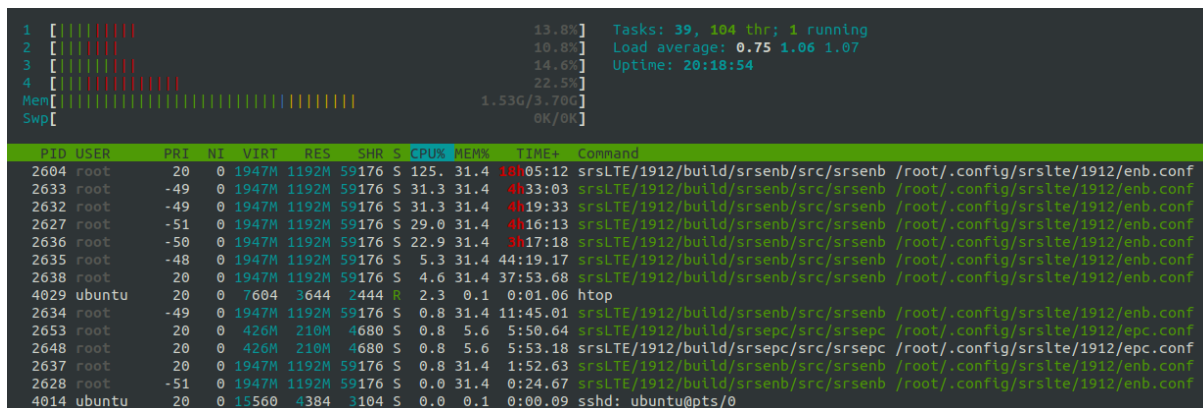 1 [||||||||| 13.8%] Tasks: 39, 104 thr; 1 running
2 [||||||| 10.8%] Load average: 0.75 1.06 1.07
3 [||||||||| 14.6%] Uptime: 20:18:54
4 [|||||||||||||| 22.5%]
Mem[||||||||||||||||||||||||||||||||||| 1.53G/3.70G]
Swp[ 0K/0K]
PID USER PRI NI VIRT RES SHR S CPU% MEM% TIME+ Command
2604 root 20 0 1947M 1192M 59176 S 125. 31.4 18h05:12 srsLTE/1912/build/srsenb/src/srsenb /root/.config/srslte/1912/enb.conf
2633 root -49 0 1947M 1192M 59176 S 31.3 31.4 4h33:03 srsLTE/1912/build/srsenb/src/srsenb /root/.config/srslte/1912/enb.conf
2632 root -49 0 1947M 1192M 59176 S 31.3 31.4 4h19:33 srsLTE/1912/build/srsenb/src/srsenb /root/.config/srslte/1912/enb.conf
2627 root -51 0 1947M 1192M 59176 S 29.0 31.4 4h16:13 srsLTE/1912/build/srsenb/src/srsenb /root/.config/srslte/1912/enb.conf
2636 root -50 0 1947M 1192M 59176 S 22.9 31.4 3h17:18 srsLTE/1912/build/srsenb/src/srsenb /root/.config/srslte/1912/enb.conf
2635 root -48 0 1947M 1192M 59176 S 5.3 31.4 44:19.17 srsLTE/1912/build/srsenb/src/srsenb /root/.config/srslte/1912/enb.conf
2638 root 20 0 1947M 1192M 59176 S 4.6 31.4 37:53.68 srsLTE/1912/build/srsenb/src/srsenb /root/.config/srslte/1912/enb.conf
4029 ubuntu 20 0 7604 3644 2444 R 2.3 0.1 0:01.06 htop
2634 root -49 0 1947M 1192M 59176 S 0.8 31.4 11:45.01 srsLTE/1912/build/srsenb/src/srsenb /root/.config/srslte/1912/enb.conf
2653 root 20 0 426M 210M 4680 S 0.8 5.6 5:50.64 srsLTE/1912/build/srsepc/src/srsepc /root/.config/srslte/1912/epc.conf
2648 root 20 0 426M 210M 4680 S 0.8 5.6 5:53.18 srsLTE/1912/build/srsepc/src/srsepc /root/.config/srslte/1912/epc.conf
2637 root 20 0 1947M 1192M 59176 S 0.8 31.4 1:52.63 srsLTE/1912/build/srsenb/src/srsenb /root/.config/srslte/1912/enb.conf
2628 root -51 0 1947M 1192M 59176 S 0.0 31.4 0:24.67 srsLTE/1912/build/srsenb/src/srsenb /root/.config/srslte/1912/enb.conf
4014 ubuntu 20 0 15560 4384 3104 S 0.0 0.1 0:00.09 sshd: ubuntu@pts/0